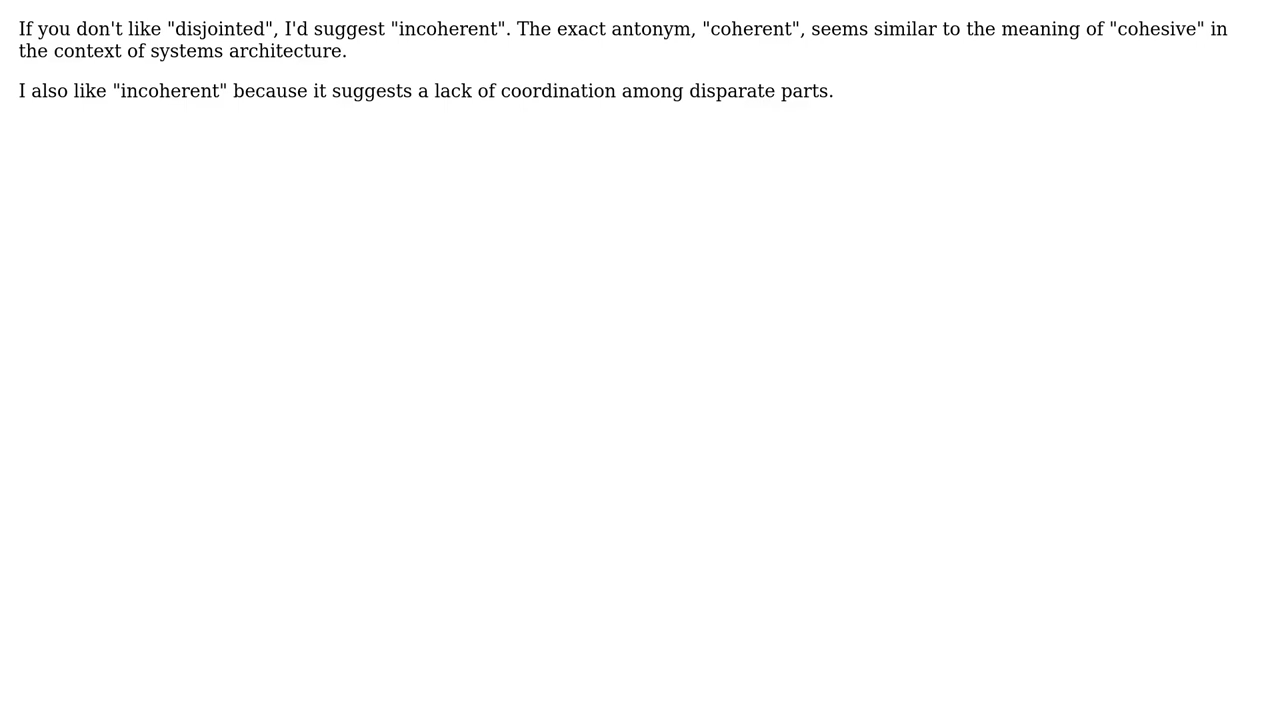 If you don't like "disjointed", I'd suggest "incoherent". The exact antonym, "coherent", seems similar to the meaning of "cohesive" in
the context of systems architecture.
I also like "incoherent" because it suggests a lack of coordination among disparate parts.